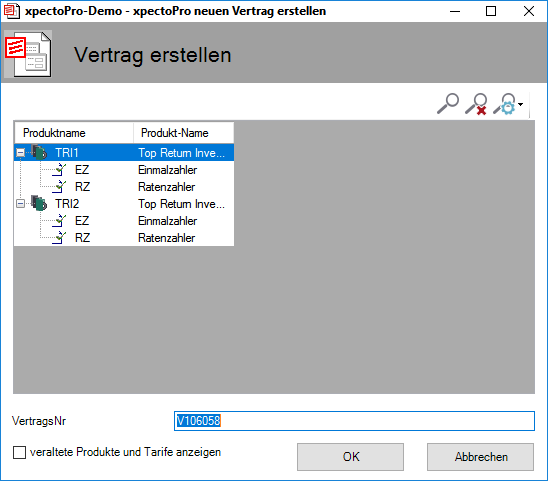 xpectoPro-Demo - xpectoPro neuen Vertrag erstellen
Vertrag erstellen
Produktname Produkt-Name
TRI1 Top Return Inve...
EZ Einmalzahler
RZ Ratenzahler
TRI2 Top Return Inve...
EZ Einmalzahler
RZ Ratenzahler
VertragsNr V106058
veraltete Produkte und Tarife anzeigen
OK Abbrechen